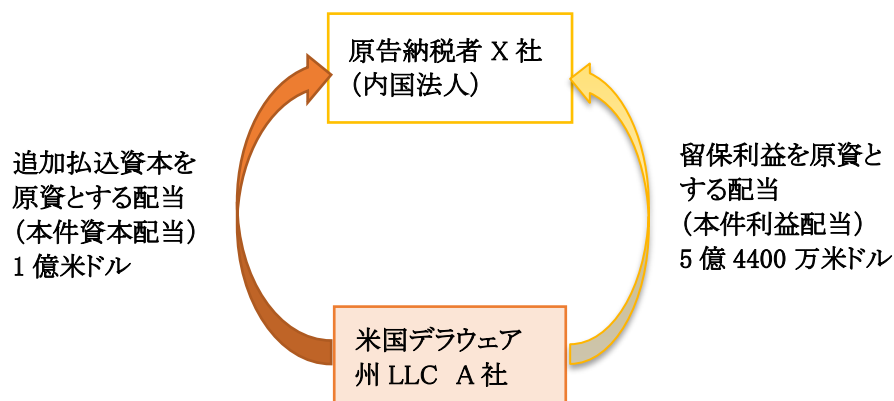 原告納税者 X 社
（内国法人）
追加払込資本を
原資とする配当
（本件資本配当）
1 億米ドル
留保利益を原資と
する配当
（本件利益配当）
5 億 4400 万米ドル
米国デラウェア
州 LLC A 社